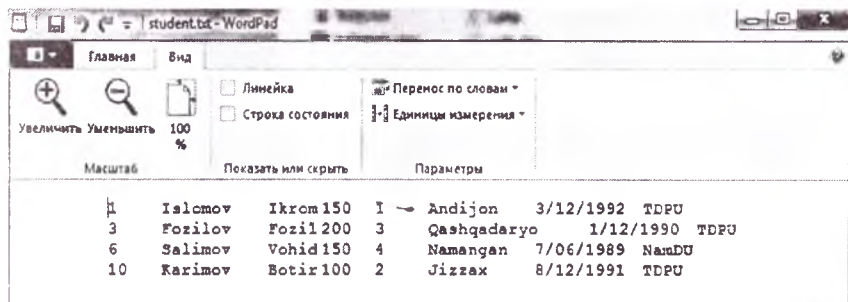 student.txt - WordPad
Главная Вид
Увеличить Уменьшить 100 %
Линейка
Строка состояния
Перенос по словам
Единицы измерения
Масштаб Показать или скрыть Параметры
1 Islomov Ikrom 150 1 Andijon 3/12/1992 TDPU
3 Fozilov Fozil 200 3 Qashqadaryo 1/12/1990 TDPU
6 Salimov Vohid 150 4 Namangan 7/06/1989 NamDU
10 Karimov Botir 100 2 Jizzax 8/12/1991 TDPU